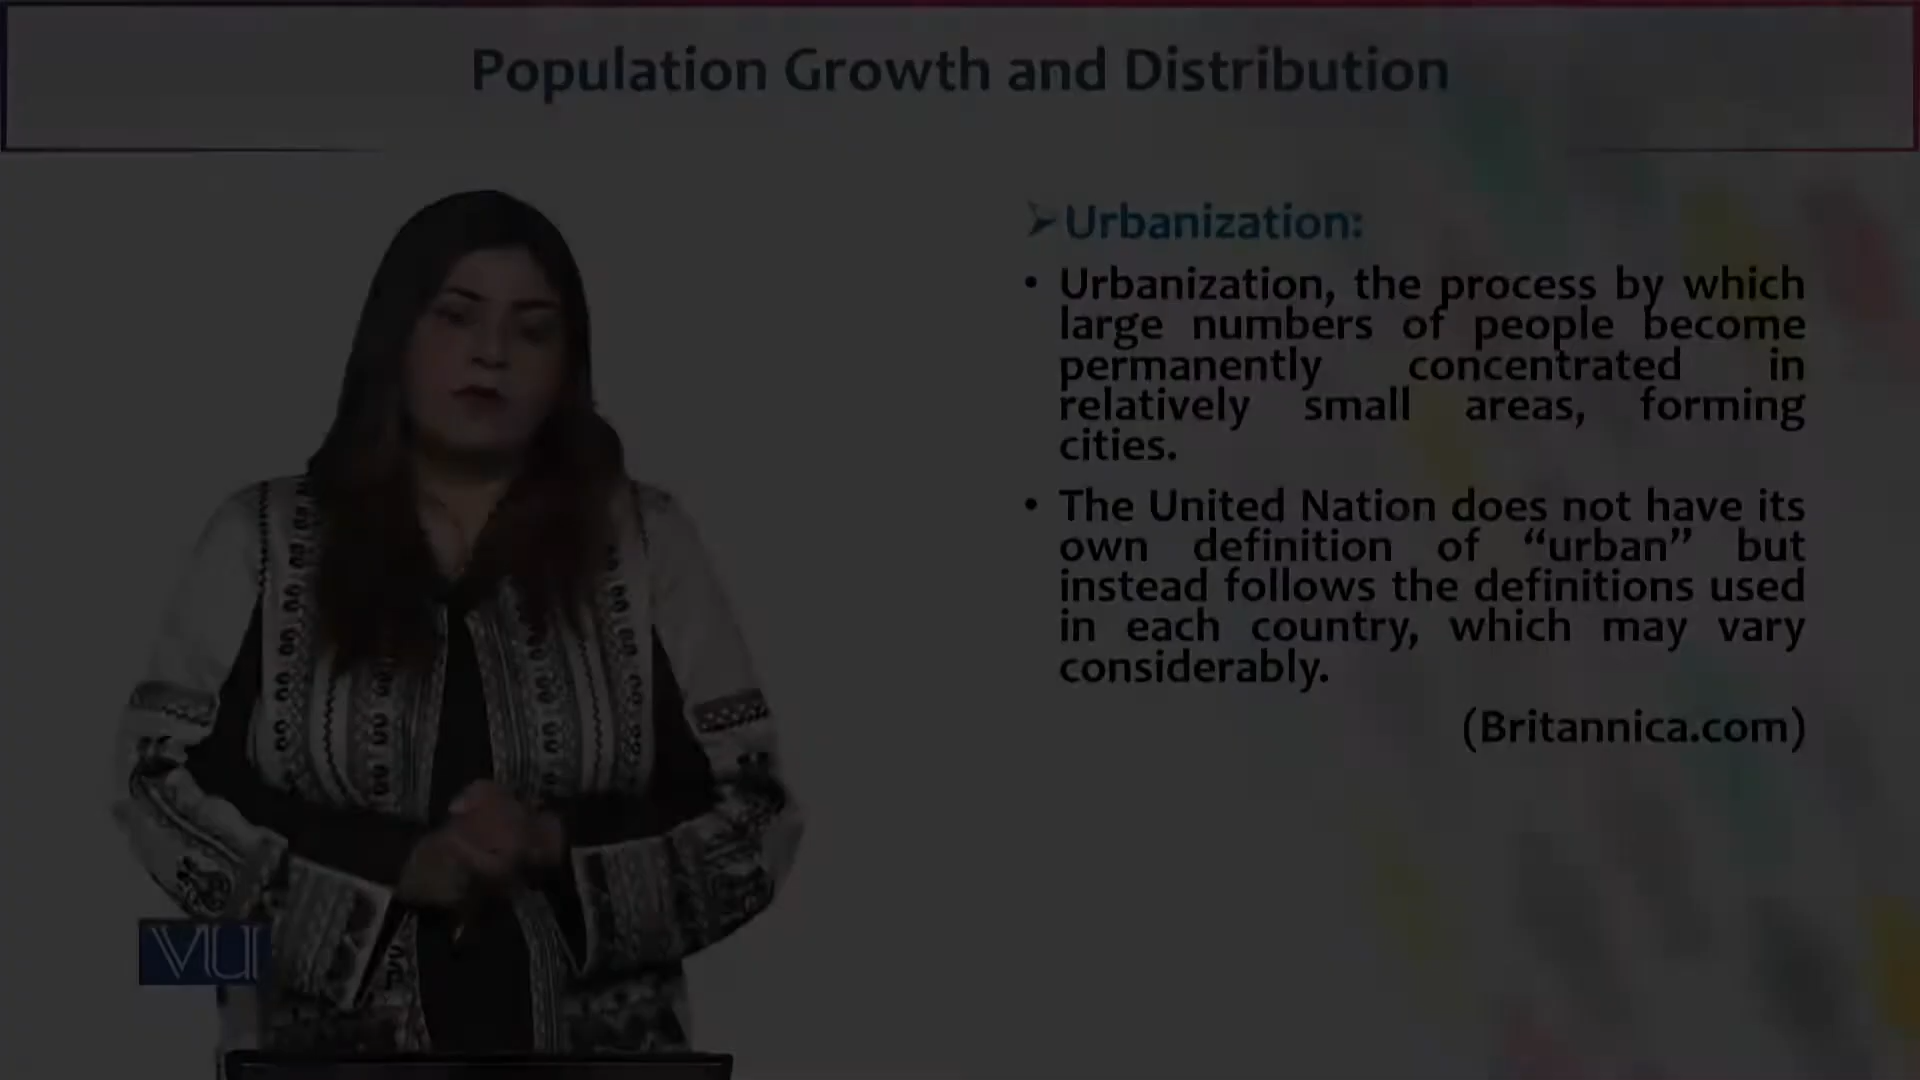 Population Growth and Distribution
➢Urbanization:
• Urbanization, the process by which
large numbers of people become
permanently concentrated in
relatively small areas, forming
cities.
• The United Nation does not have its
own definition of “urban” but
instead follows the definitions used
in each country, which may vary
considerably.
(Britannica.com)
VU